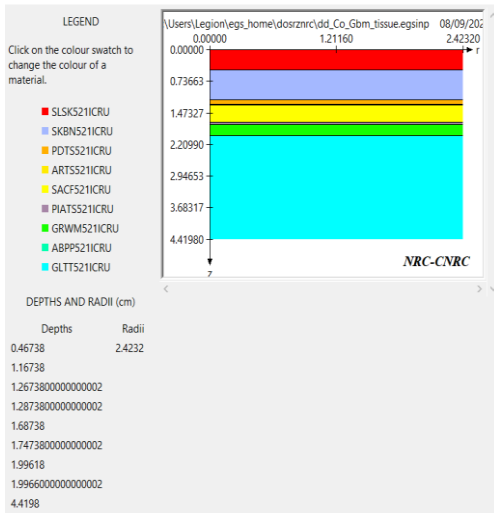 LEGEND
Click on the colour swatch to
change the colour of a
material.
SLSK521ICRU
SKBN521ICRU
PDTS521ICRU
ARTS521ICRU
SACF521ICRU
PIATS521ICRU
GRWM521ICRU
ABPP521ICRU
GLTT521ICRU
DEPTHS AND RADII (cm)
Depths Radii
0.46738 2.4232
1.16738
1.2673800000000002
1.2873800000000002
1.68738
1.7473800000000002
1.99618
1.9966000000000002
4.4198
\Users\Legion\egs_home\dosrznrc\dd_Co_Gbm_tissue.egsinp 08/09/202
0.00000 1.21160 2.42320
0.00000 r
0.73663
1.47327
2.20990
2.94653
3.68317
4.41980
NRC-CNRC
z